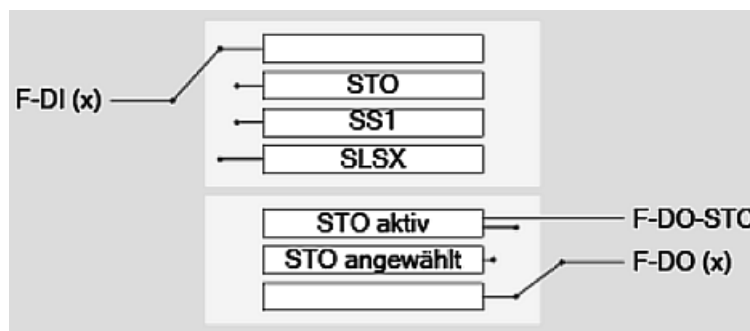 F-DI (x)
STO
SS1
SLSX
STO aktiv
F-DO-STO
STO angewählt
F-DO (x)